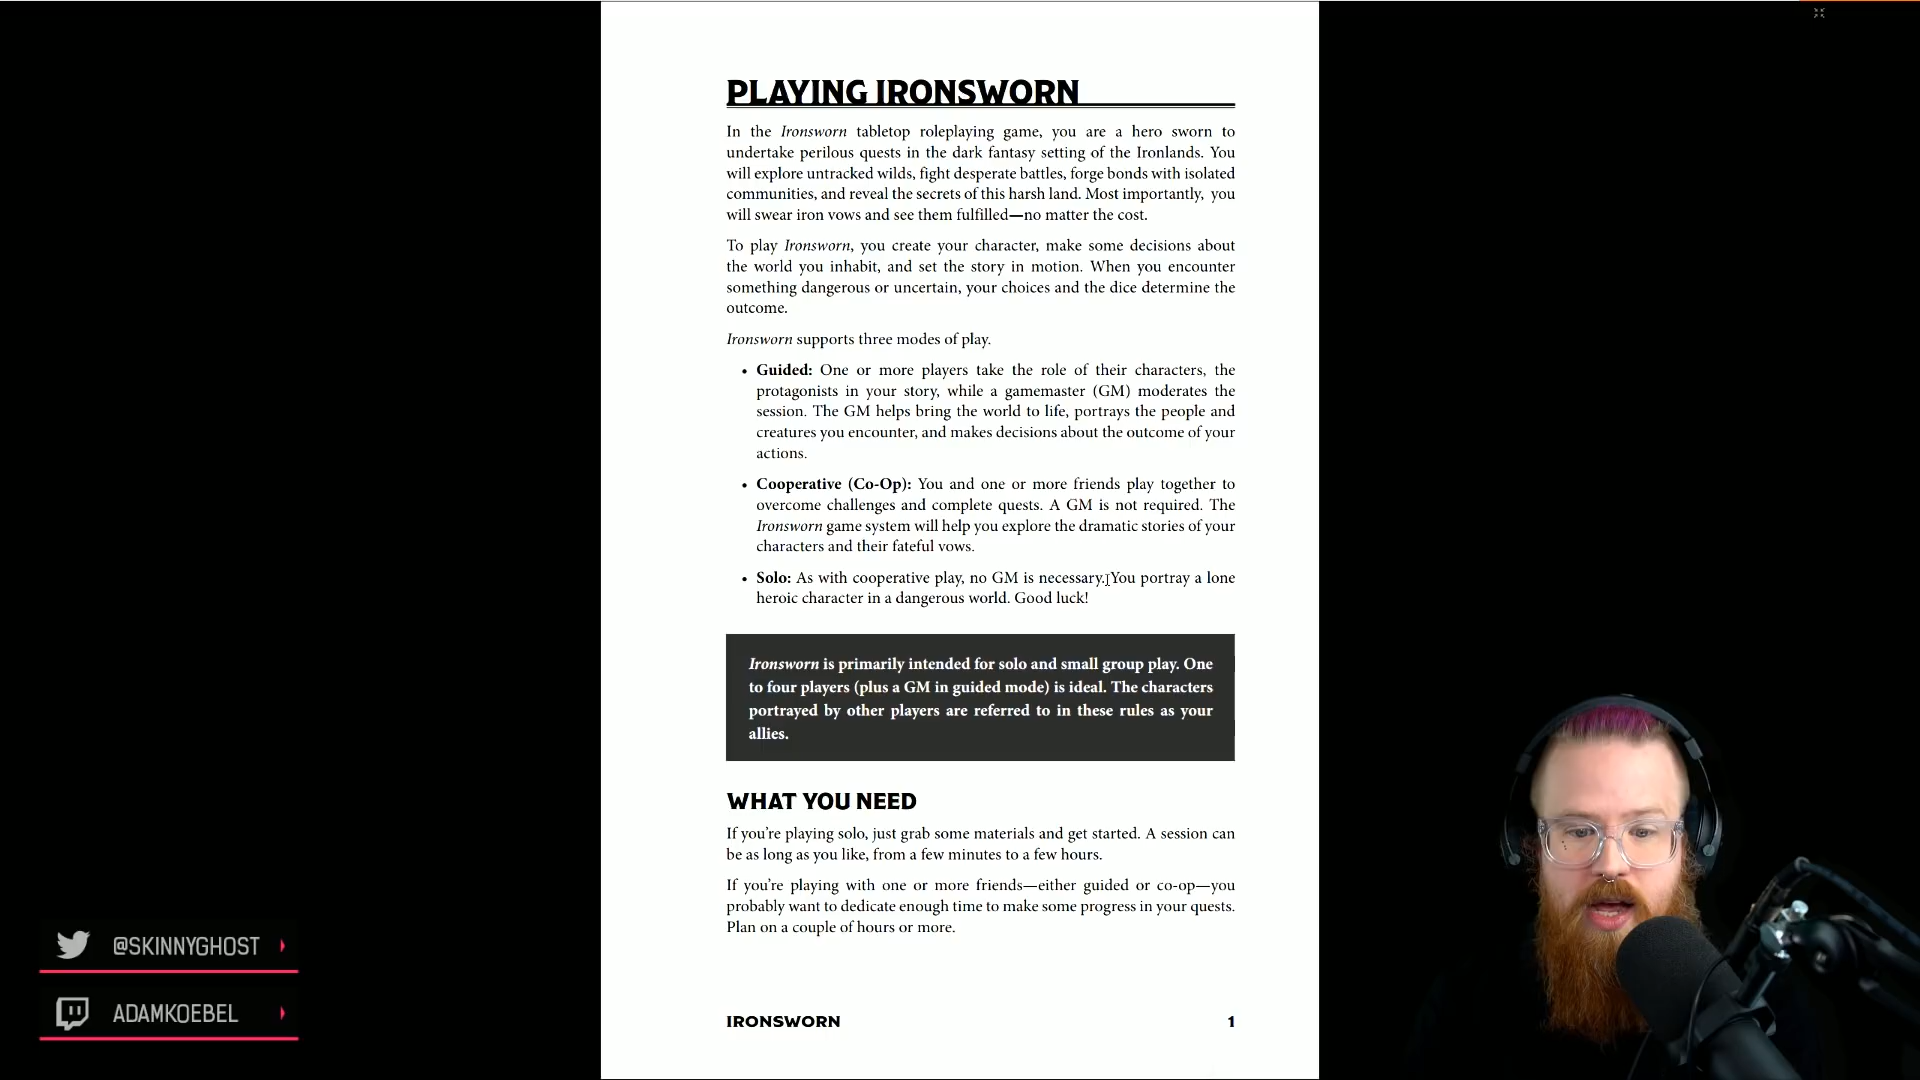 PLAYING IRONSWORN
In the Ironsworn tabletop roleplaying game, you are a hero sworn to
undertake perilous quests in the dark fantasy setting of the Ironlands. You
will explore untracked wilds, fight desperate battles, forge bonds with isolated
communities, and reveal the secrets of this harsh land. Most importantly, you
will swear iron vows and see them fulfilled—no matter the cost.
To play Ironsworn, you create your character, make some decisions about
the world you inhabit, and set the story in motion. When you encounter
something dangerous or uncertain, your choices and the dice determine the
outcome.
Ironsworn supports three modes of play.
• Guided: One or more players take the role of their characters, the
protagonists in your story, while a gamemaster (GM) moderates the
session. The GM helps bring the world to life, portrays the people and
creatures you encounter, and makes decisions about the outcome of your
actions.
• Cooperative (Co-Op): You and one or more friends play together to
overcome challenges and complete quests. A GM is not required. The
Ironsworn game system will help you explore the dramatic stories of your
characters and their fateful vows.
• Solo: As with cooperative play, no GM is necessary. You portray a lone
heroic character in a dangerous world. Good luck!
Ironsworn is primarily intended for solo and small group play. One
to four players (plus a GM in guided mode) is ideal. The characters
portrayed by other players are referred to in these rules as your
allies.
WHAT YOU NEED
If you're playing solo, just grab some materials and get started. A session can
be as long as you like, from a few minutes to a few hours.
If you're playing with one or more friends—either guided or co-op—you
probably want to dedicate enough time to make some progress in your quests.
Plan on a couple of hours or more.
IRONSWORN 1
@SKINNYGHOST
ADAMKOEBEL